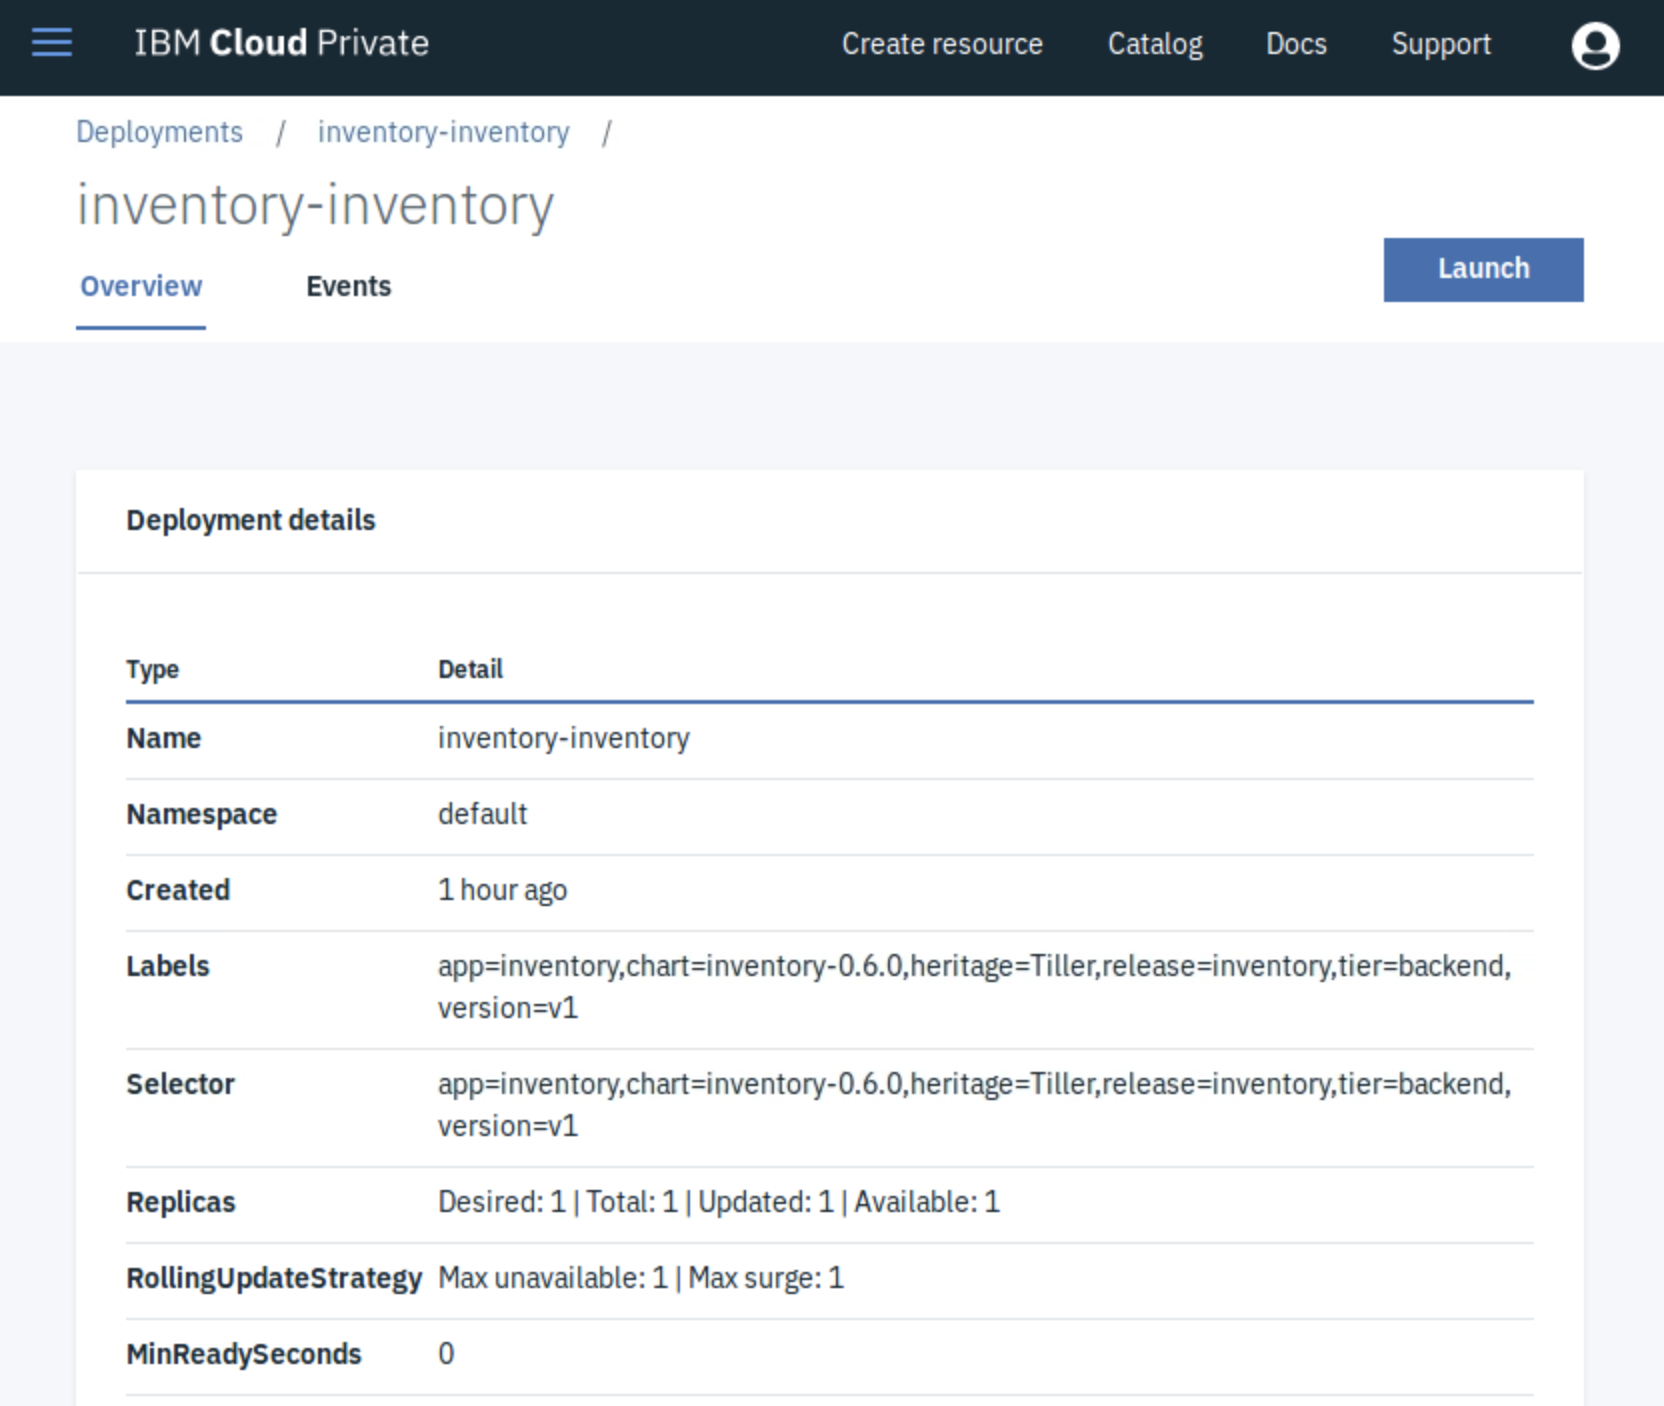 IBM Cloud Private
Create resource
Catalog
Docs
Support
Deployments / inventory-inventory /
inventory-inventory
Overview
Events
Launch
Deployment details
Type Detail
Name inventory-inventory
Namespace default
Created 1 hour ago
Labels app=inventory,chart=inventory-0.6.0,heritage=Tiller,release=inventory,tier=backend,
version=v1
Selector app=inventory,chart=inventory-0.6.0,heritage=Tiller,release=inventory,tier=backend,
version=v1
Replicas Desired: 1 | Total: 1 | Updated: 1 | Available: 1
RollingUpdateStrategy Max unavailable: 1 | Max surge: 1
MinReadySeconds 0